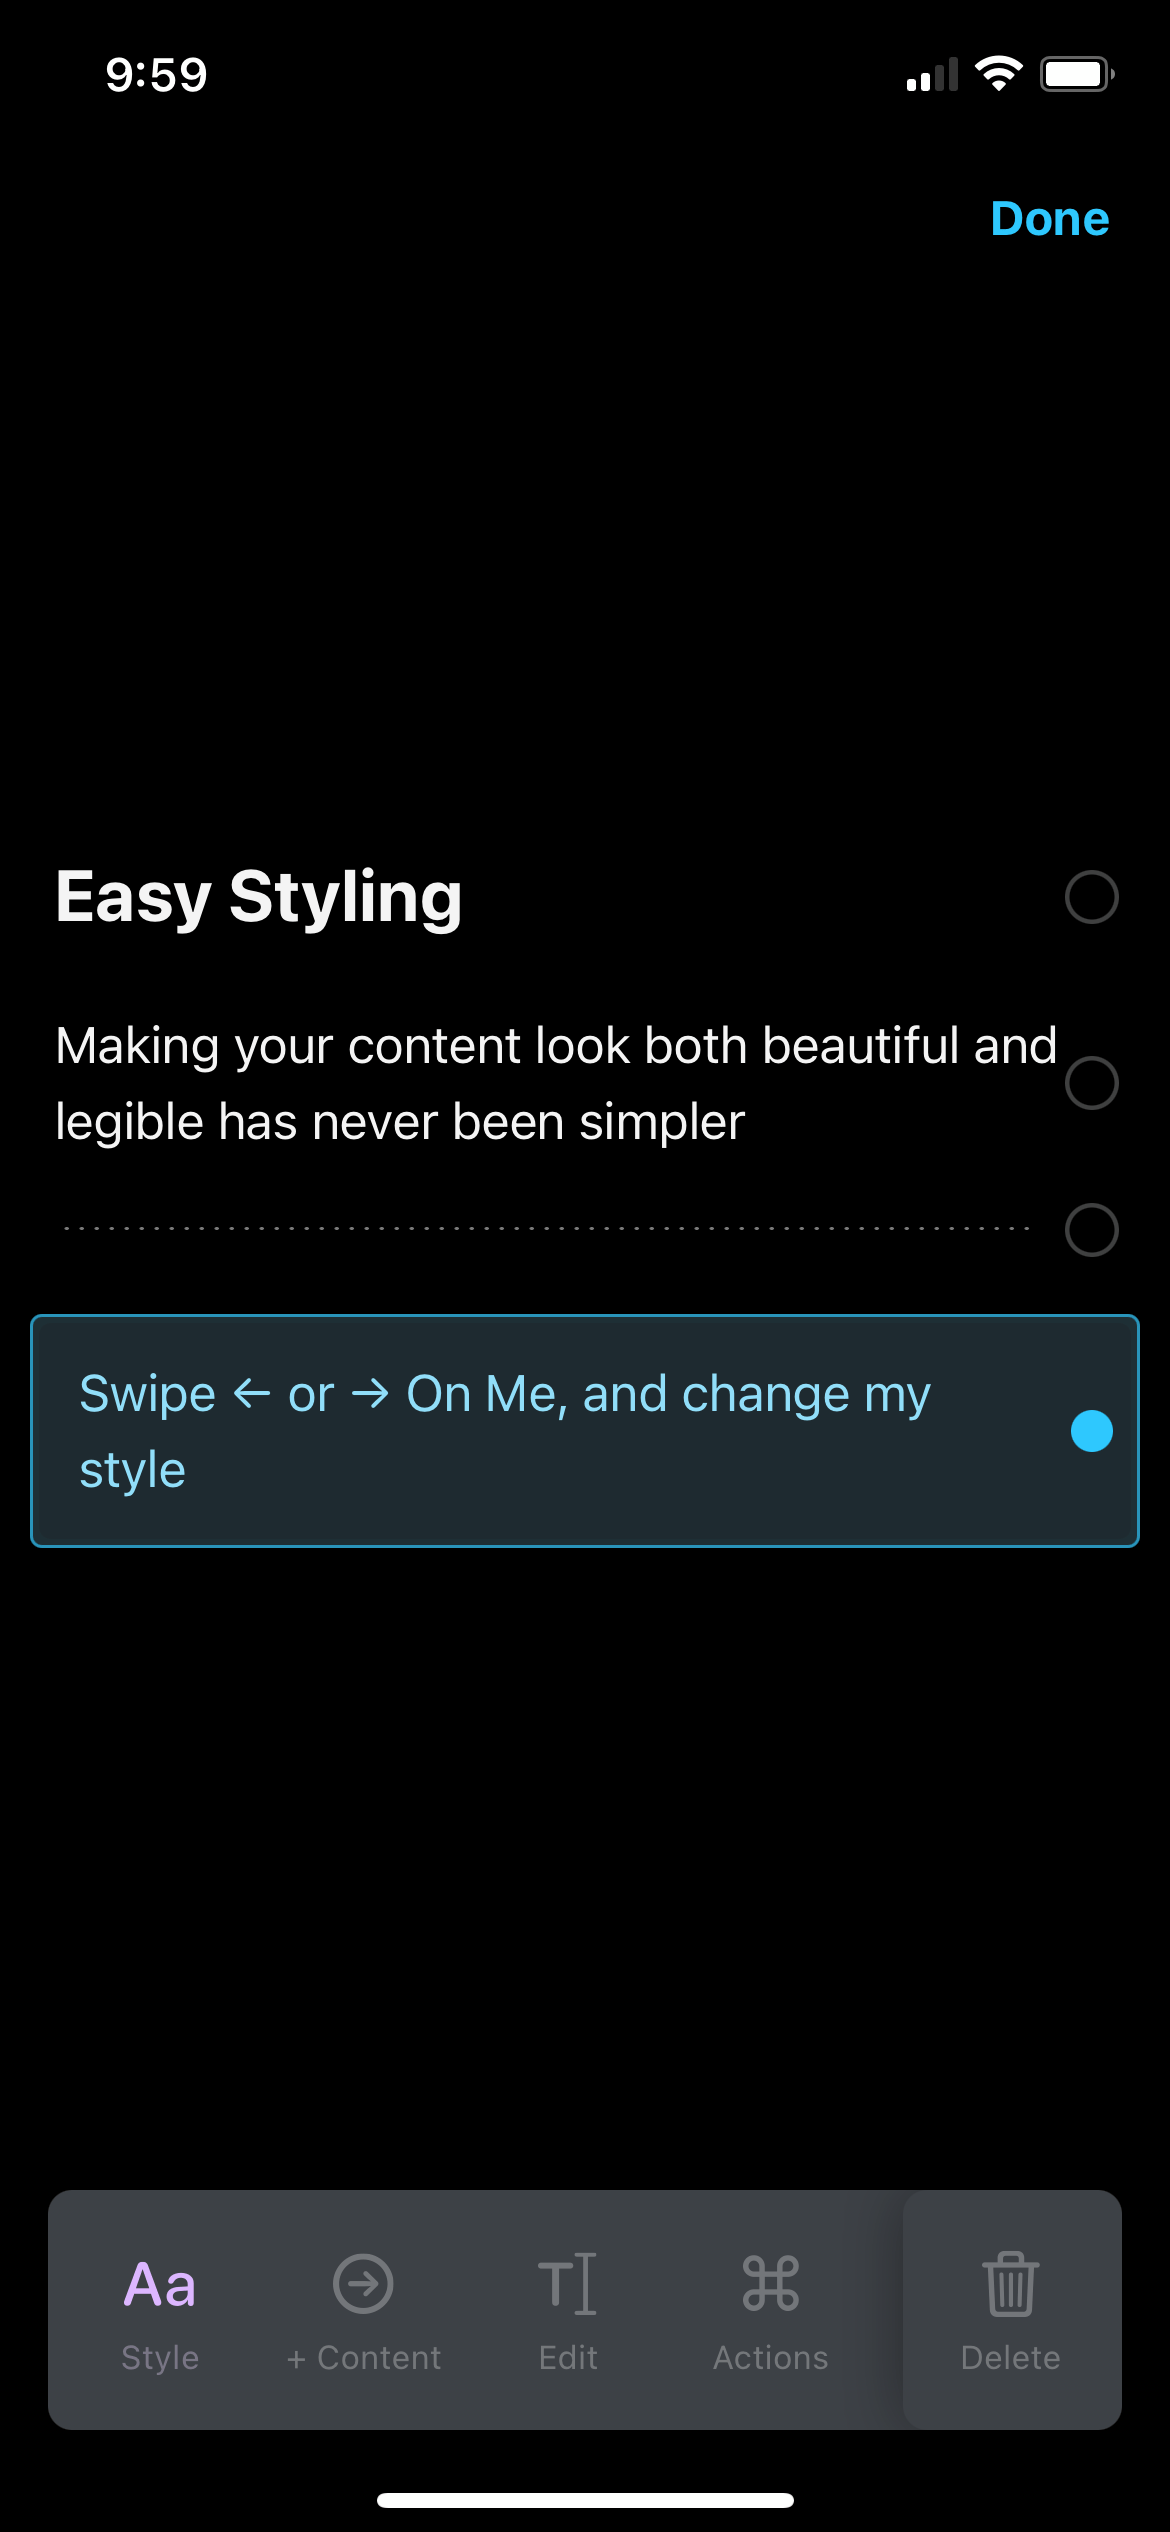 9:59
Done
Easy Styling
Making your content look both beautiful and
legible has never been simpler
Swipe ← or → On Me, and change my
style
Aa
Style
+ Content
Edit
Actions
Delete